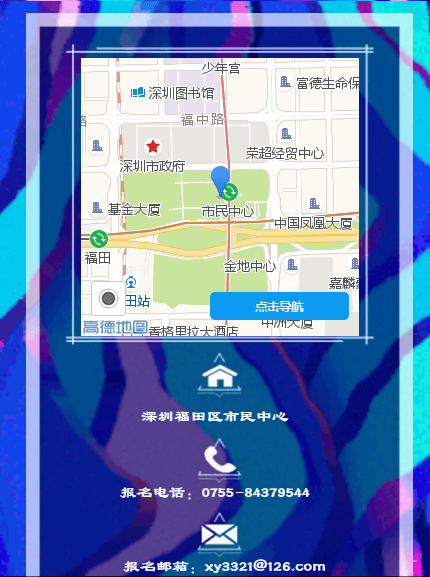 少年宫
深圳图书馆
富德生命保
福中路
路
荣超经贸中心
深圳市政府
基金大厦
市民中心
中国凤凰大厦
福田
金地中心
嘉麟豪
田站
点击导航
高德地图
香格里拉大酒店
中洲大厦
深圳福田区市民中心
报名电话：0755-84379544
报名邮箱：xy3321@126.com